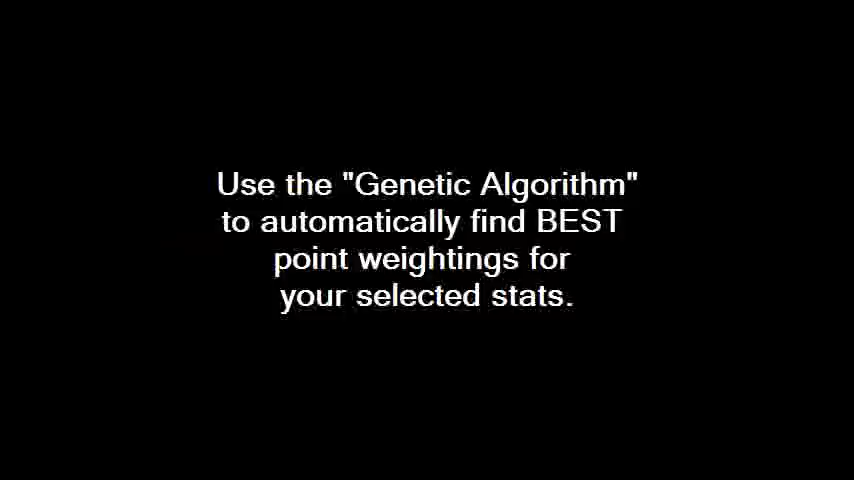 Use the "Genetic Algorithm"
to automatically find BEST
point weightings for
your selected stats.